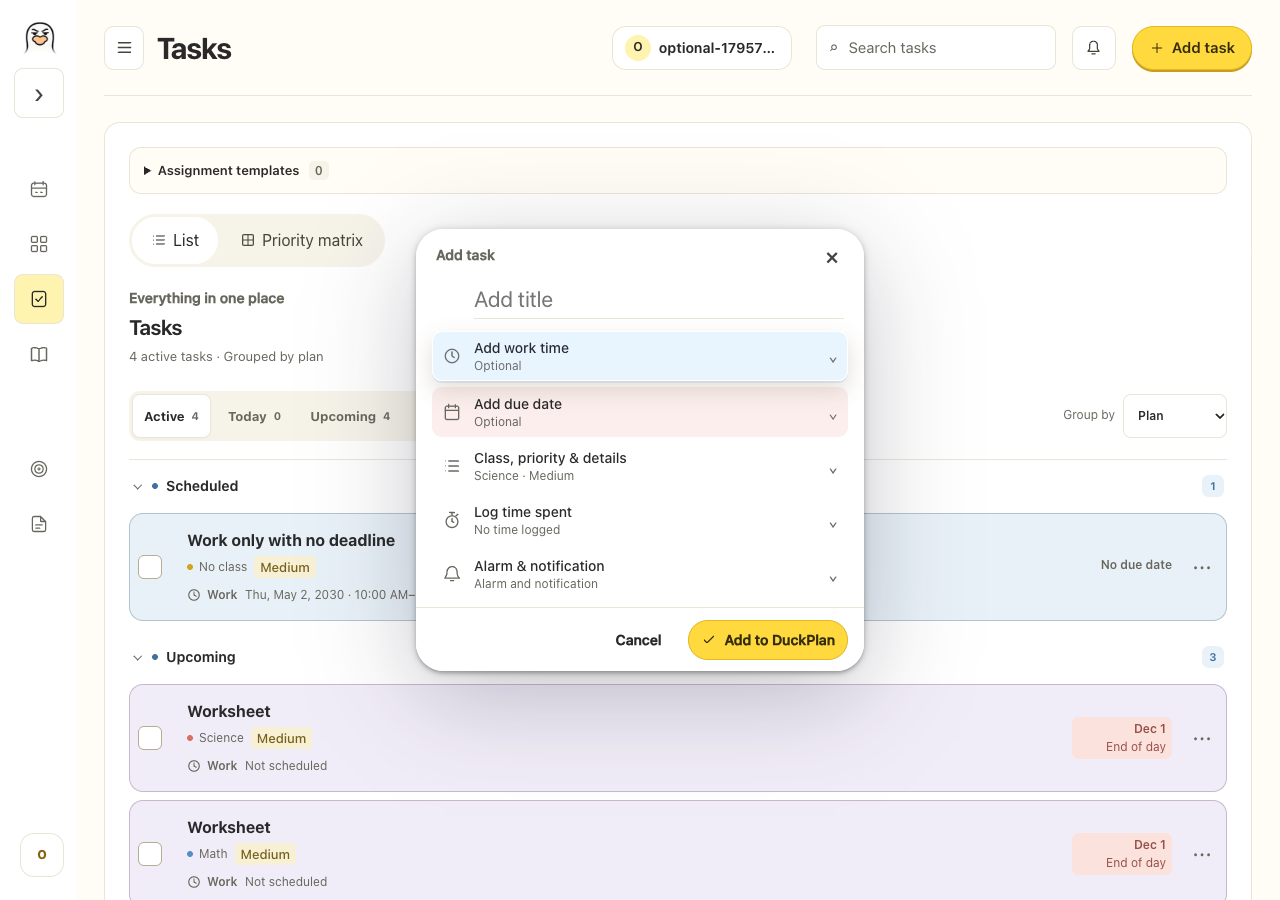 Tasks
O optional-17957...
Search tasks
+ Add task
Assignment templates 0
List
Priority matrix
Everything in one place
Tasks
4 active tasks · Grouped by plan
Active 4
Today 0
Upcoming 4
Group by
Plan
Scheduled
1
Work only with no deadline
No class Medium
Work Thu, May 2, 2030 · 10:00 AM–
No due date
Upcoming
3
Worksheet
Science Medium
Work Not scheduled
Dec 1
End of day
Worksheet
Math Medium
Work Not scheduled
Dec 1
End of day
O
Add task
Add title
Add work time
Optional
Add due date
Optional
Class, priority & details
Science · Medium
Log time spent
No time logged
Alarm & notification
Alarm and notification
Cancel
Add to DuckPlan